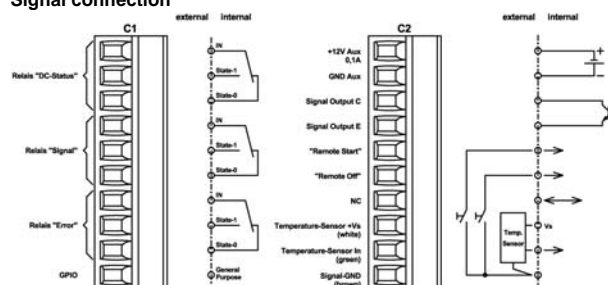 Signal connection
external internal
C1
Relais "DC-Status"
Relais "Signal"
Relais "Error"
GPIO
IN
State-1
State-0
IN
State-1
State-0
IN
State-1
State-0
General
Purpose
external internal
C2
+12V Aux
0,1A
GND Aux
Signal Output C
Signal Output E
"Remote Start"
"Remote Off"
NC
Temperature-Sensor +Vs
(white)
Temperature-Sensor In
(green)
Signal-GND
(brown)
+
−
Vs
Temp.
Sensor